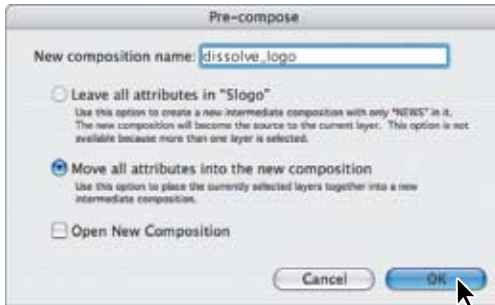 Pre-compose
New composition name: dissolve_logo
Leave all attributes in "Slogo"
Use this option to create a new intermediate composition with only "NEWS" in it.
The new composition will become the source to the current layer. This option is not
available because more than one layer is selected.
Move all attributes into the new composition
Use this option to place the currently selected layers together into a new
intermediate composition.
Open New Composition
Cancel OK